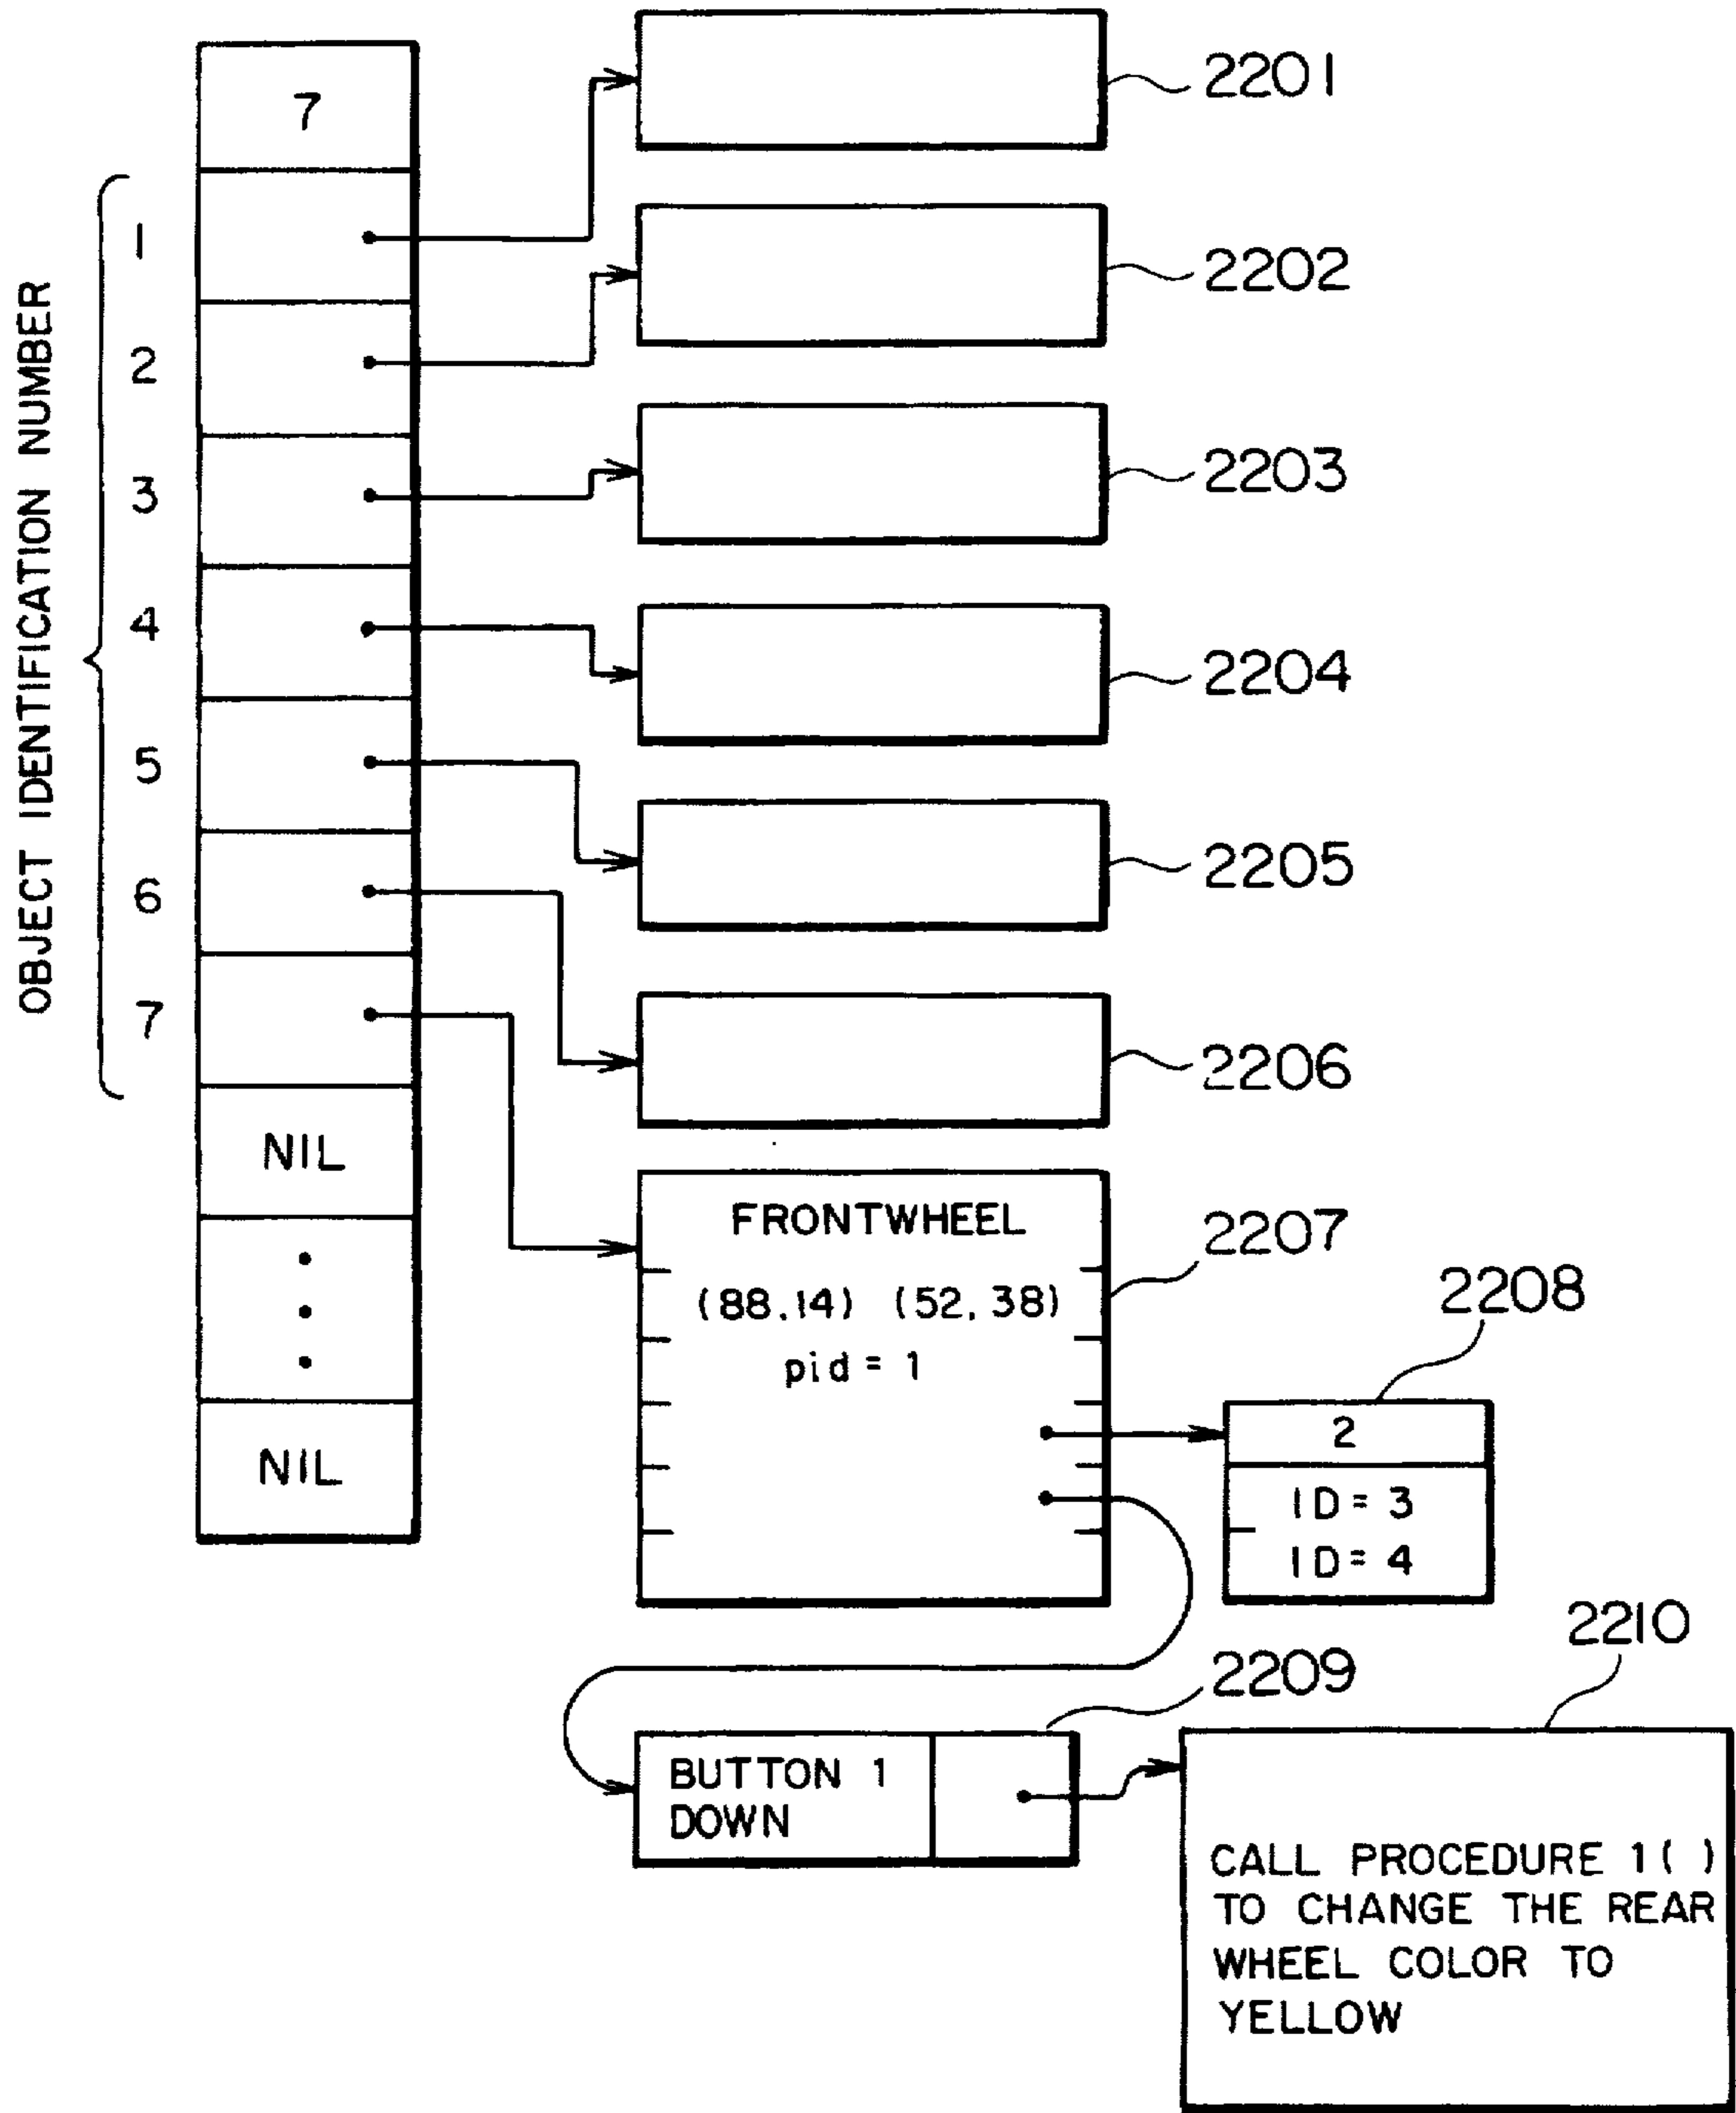 OBJECT IDENTIFICATION NUMBER
7
1
2
3
4
5
6
7
NIL
NIL
2201
2202
2203
2204
2205
2206
FRONTWHEEL
(88,14) (52,38)
pid = 1
2207
2208
2
ID = 3
ID = 4
2209
BUTTON 1
DOWN
2210
CALL PROCEDURE 1( )
TO CHANGE THE REAR
WHEEL COLOR TO
YELLOW